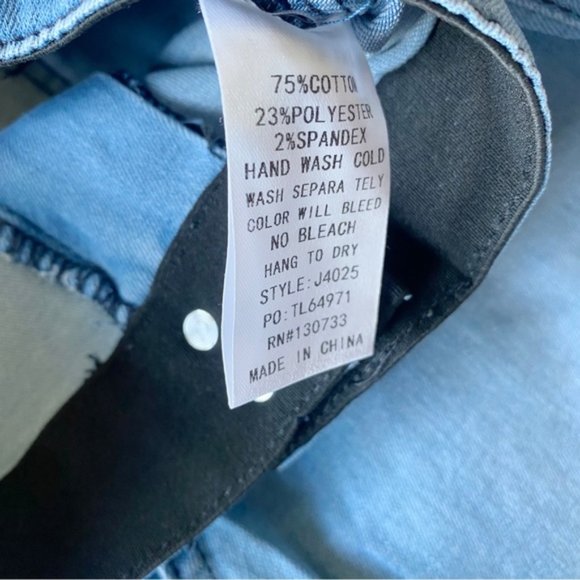 75%COTTON
23%POLYESTER
2%SPANDEX
HAND WASH COLD
WASH SEPARA TELY
COLOR WILL BLEED
NO BLEACH
HANG TO DRY
STYLE:J4025
PO:TL64971
RN#130733
MADE IN CHINA